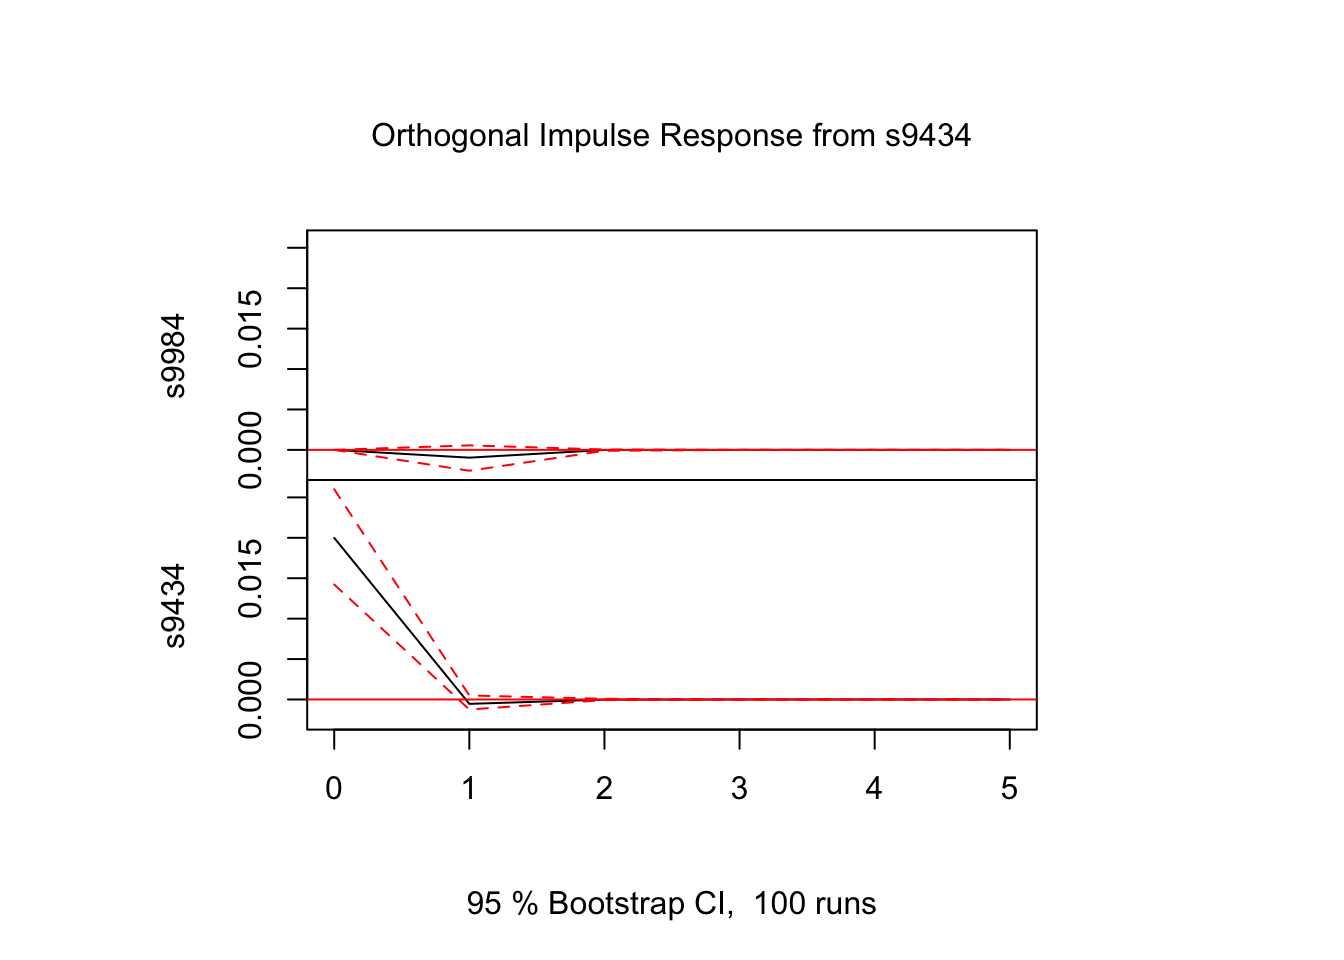 Orthogonal Impulse Response from s9434
s9984
0.015
0.000
s9434
0.015
0.000
0 1 2 3 4 5
95 % Bootstrap CI,  100 runs